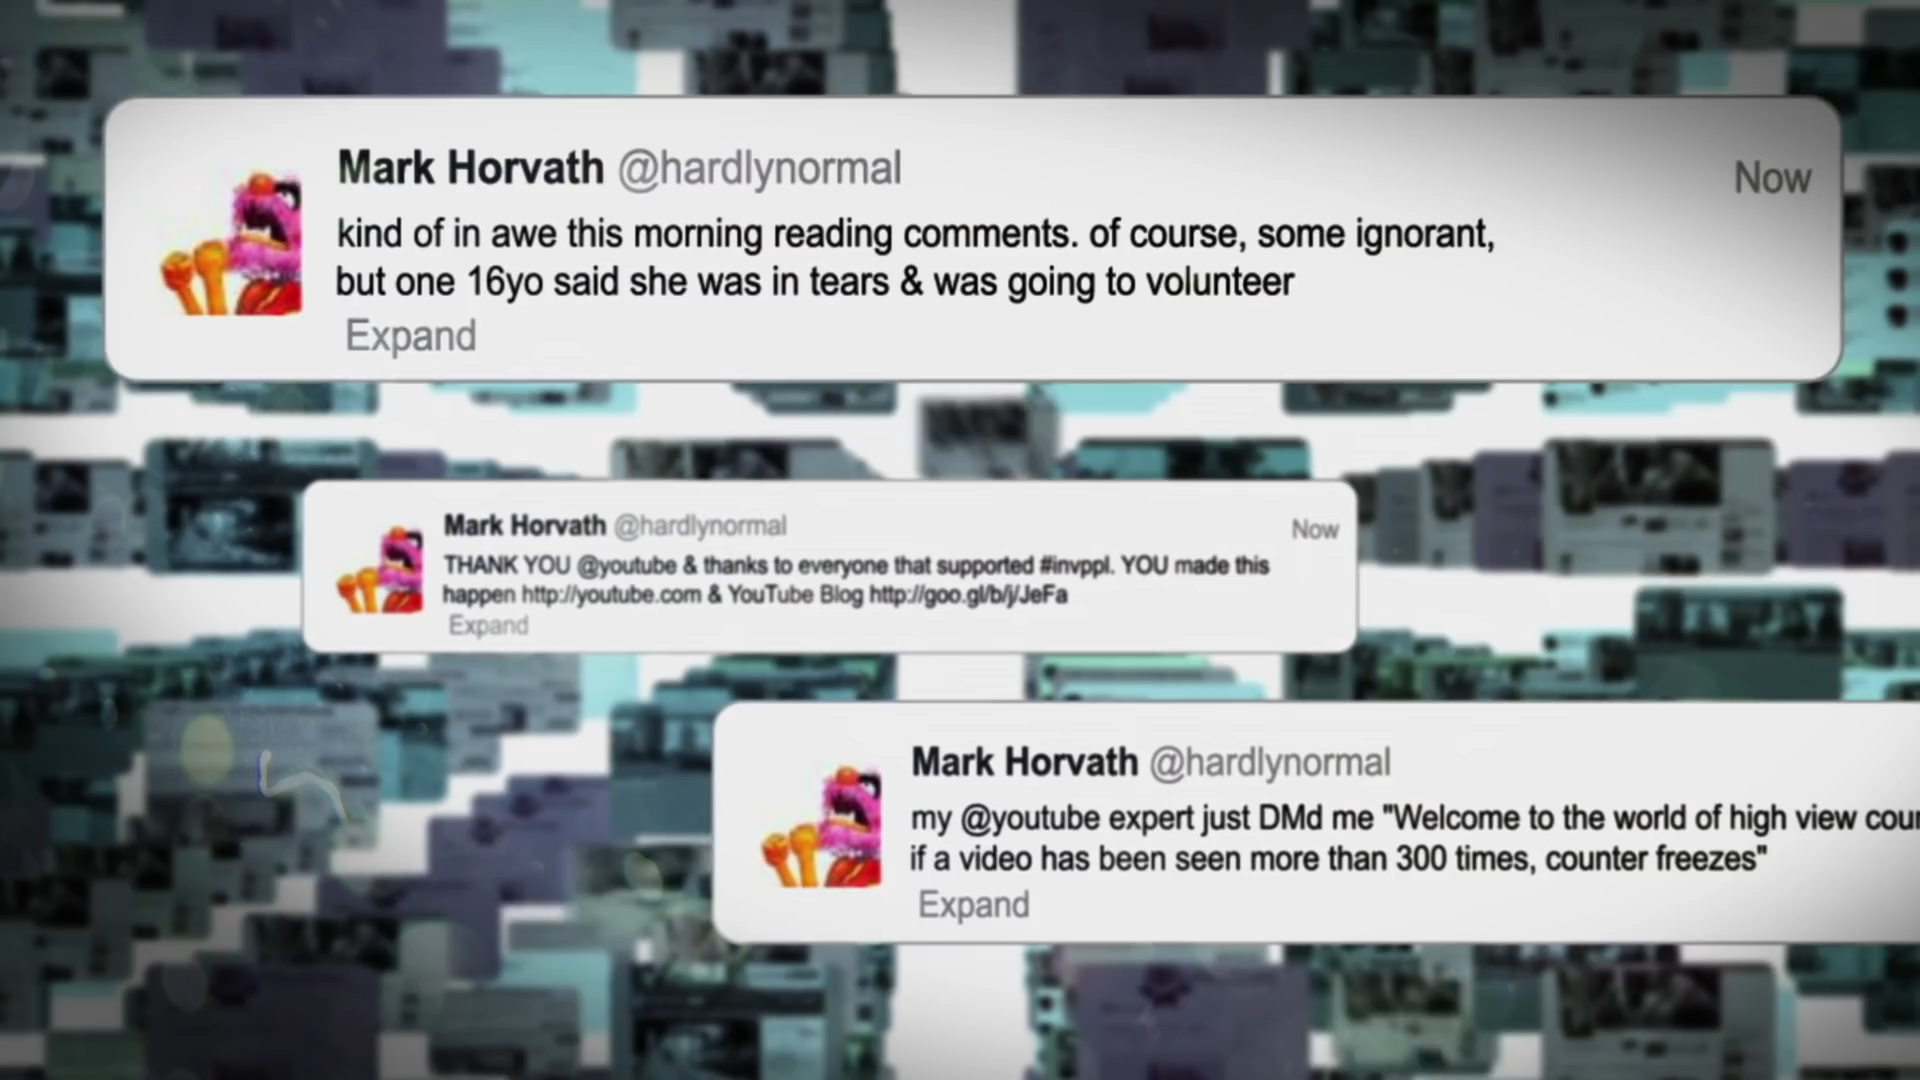 Mark Horvath @hardlynormal
Now
kind of in awe this morning reading comments. of course, some ignorant,
but one 16yo said she was in tears & was going to volunteer
Expand
Mark Horvath @hardlynormal
Now
THANK YOU @youtube & thanks to everyone that supported #invppl. YOU made this
happen http://youtube.com & YouTube Blog http://goo.gl/b/j/JeFa
Expand
Mark Horvath @hardlynormal
my @youtube expert just DMd me "Welcome to the world of high view
if a video has been seen more than 300 times, counter freezes"
Expand